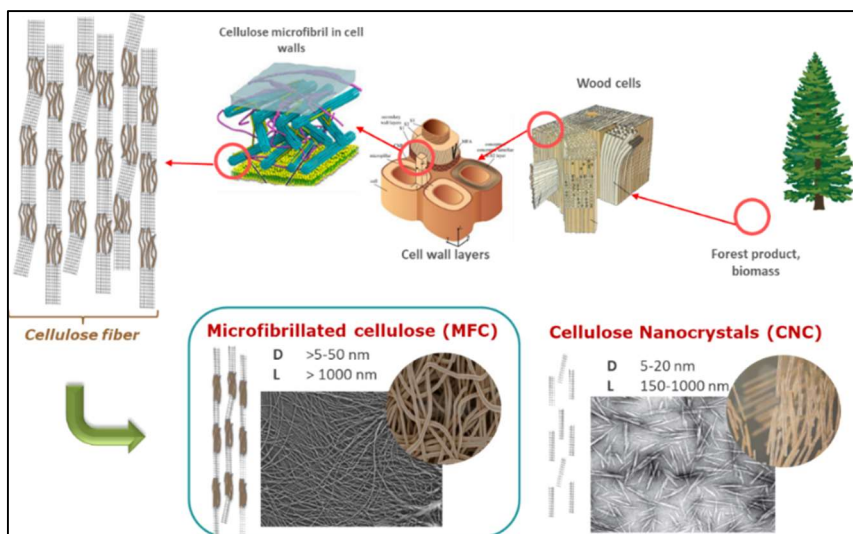 Cellulose microfibril in cell
walls
Wood cells
Cell wall layers
Forest product,
biomass
Cellulose fiber
Microfibrillated cellulose (MFC)
D >5-50 nm
L > 1000 nm
Cellulose Nanocrystals (CNC)
D 5-20 nm
L 150-1000 nm